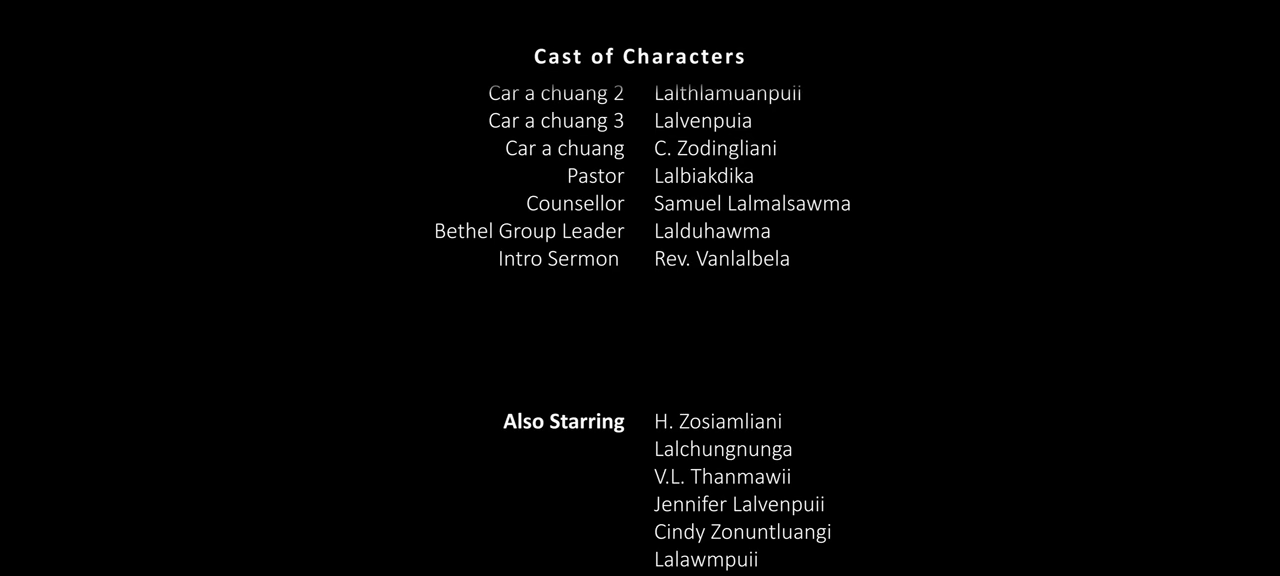 Cast of Characters
Car a chuang 2 Lalthlamuanpuii
Car a chuang 3 Lalvenpuia
Car a chuang C. Zodingliani
Pastor Lalbiakdika
Counsellor Samuel Lalmalsawma
Bethel Group Leader Lalduhawma
Intro Sermon Rev. Vanlalbela
Also Starring H. Zosiamliani
Lalchungnunga
V.L. Thanmawii
Jennifer Lalvenpuii
Cindy Zonuntluangi
Lalawmpuii